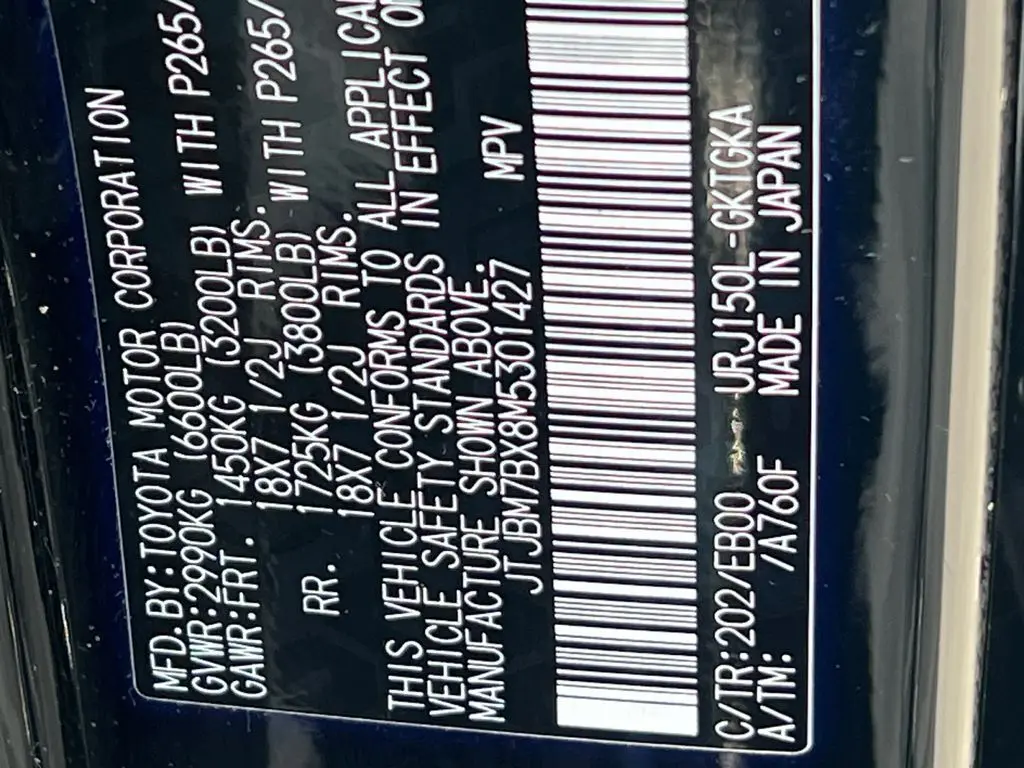 MFD.BY:TOYOTA MOTOR CORPORATION
GVWR:2990KG (6600LB)
GAWR:FRT. 1450KG (3200LB) WITH P265/
18X7 1/2J RIMS.
RR. 1725KG (3800LB) WITH P265/
18X7 1/2J RIMS.
THIS VEHICLE CONFORMS TO ALL APPLICA
VEHICLE SAFETY STANDARDS IN EFFECT O
MANUFACTURE SHOWN ABOVE.
JTJBM7BX8M5301427 MPV
C/TR:202/EB00 URJ150L-GKTGKA
A/TM: /A760F MADE IN JAPAN